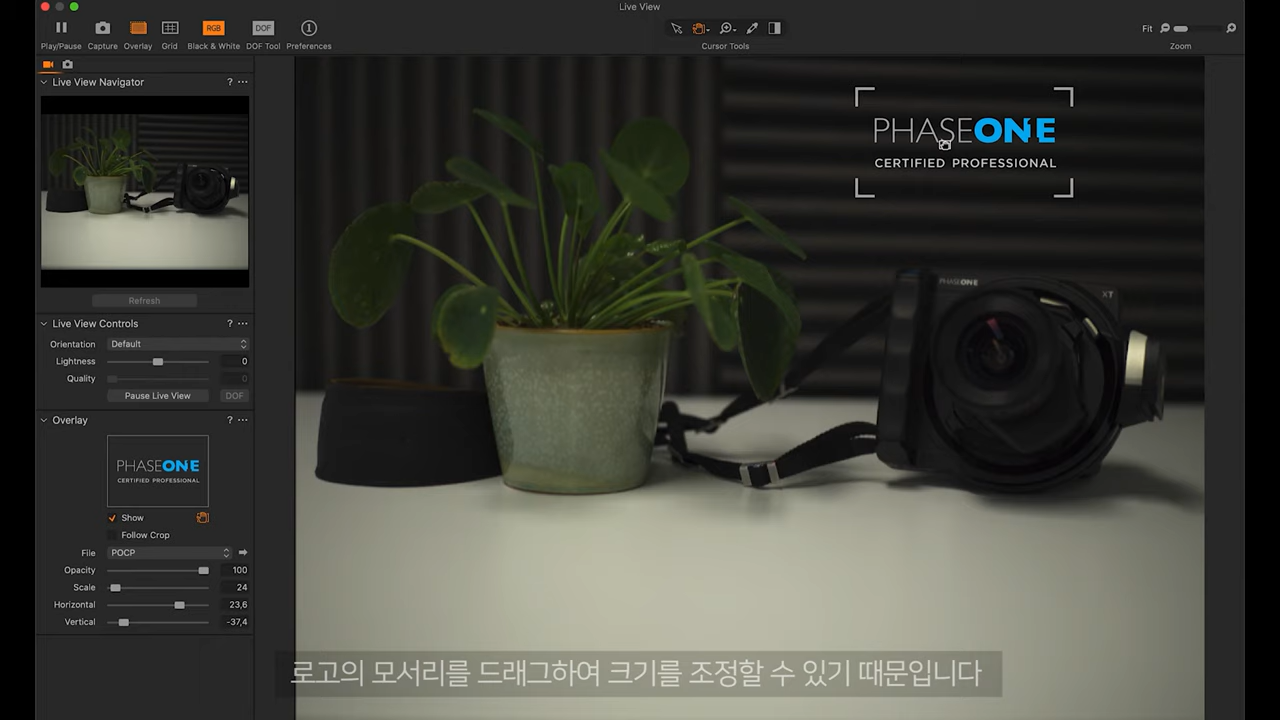 Live View
Play/Pause Capture Overlay Grid Black & White DOF Tool Preferences
RGB DOF
Cursor Tools
Fit
Zoom
Live View Navigator ? ...
Refresh
Live View Controls ? ...
Orientation Default
Lightness 0
Quality 0
Pause Live View DOF
Overlay ? ...
PHASEONE
CERTIFIED PROFESSIONAL
Show
Follow Crop
File POCP
Opacity 100
Scale 24
Horizontal 23,6
Vertical -37,4
PHASEONE
CERTIFIED PROFESSIONAL
PHASEONE
XT
로고의 모서리를 드래그하여 크기를 조정할 수 있기 때문입니다